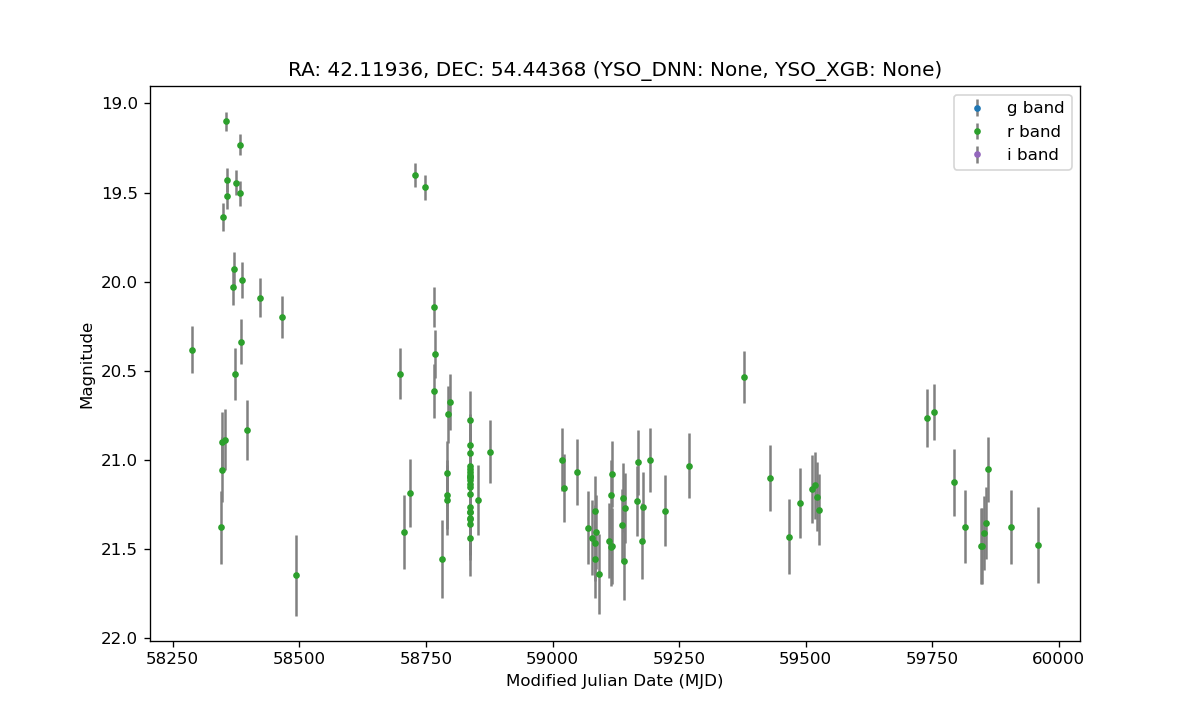 RA: 42.11936, DEC: 54.44368 (YSO_DNN: None, YSO_XGB: None)
g band
r band
i band
19.0
19.5
20.0
20.5
21.0
21.5
22.0
Magnitude
58250 58500 58750 59000 59250 59500 59750 60000
Modified Julian Date (MJD)